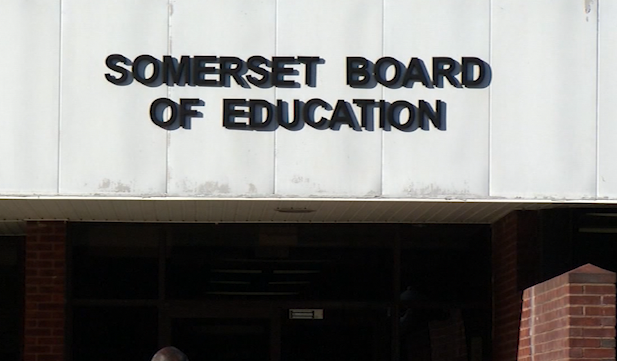 SOMERSET BOARD
OF EDUCATION